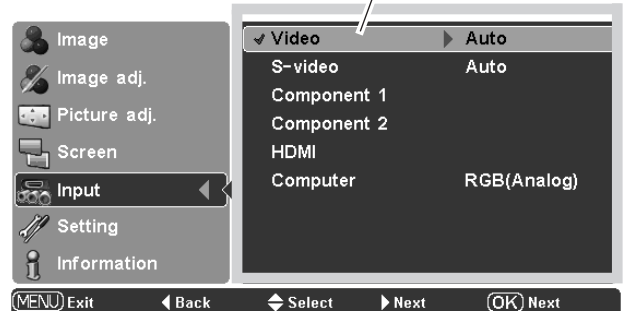 Image
Image adj.
Picture adj.
Screen
Input
Setting
Information
Video Auto
S-video Auto
Component 1
Component 2
HDMI
Computer RGB(Analog)
MENU Exit Back Select Next OK Next